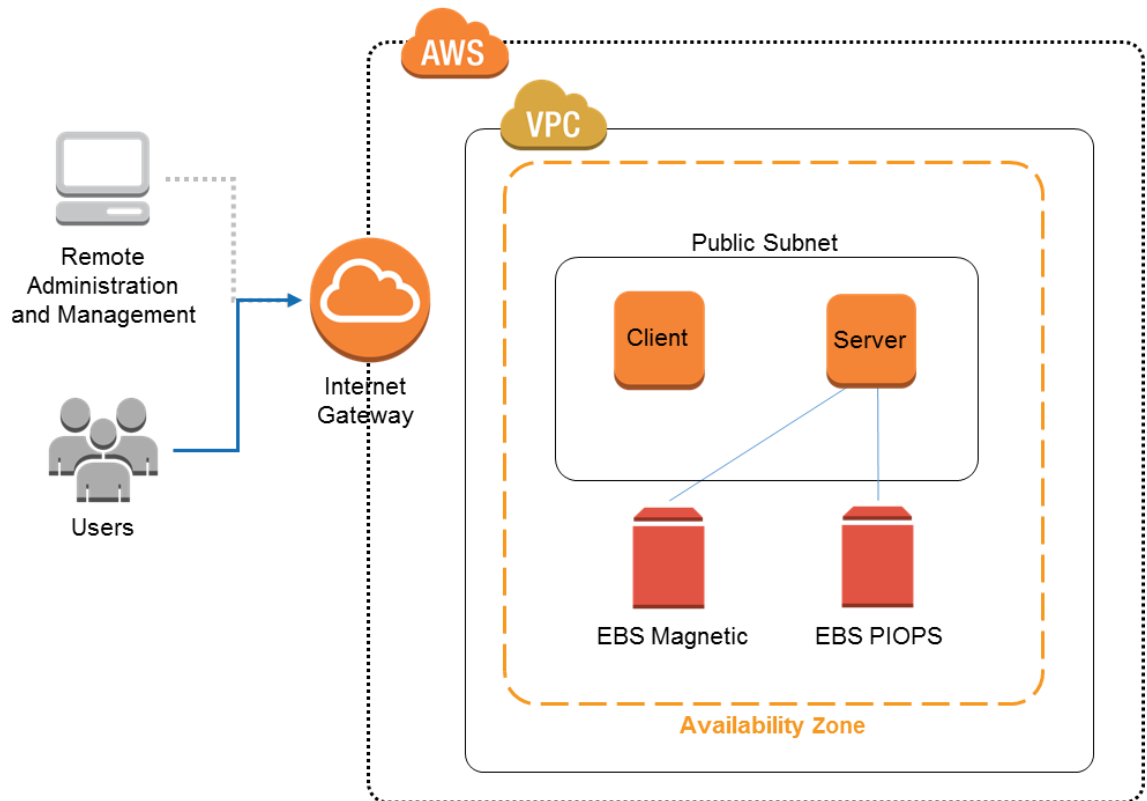 AWS
VPC
Remote
Administration
and Management
Public Subnet
Client
Server
Internet
Gateway
Users
EBS Magnetic
EBS PIOPS
Availability Zone